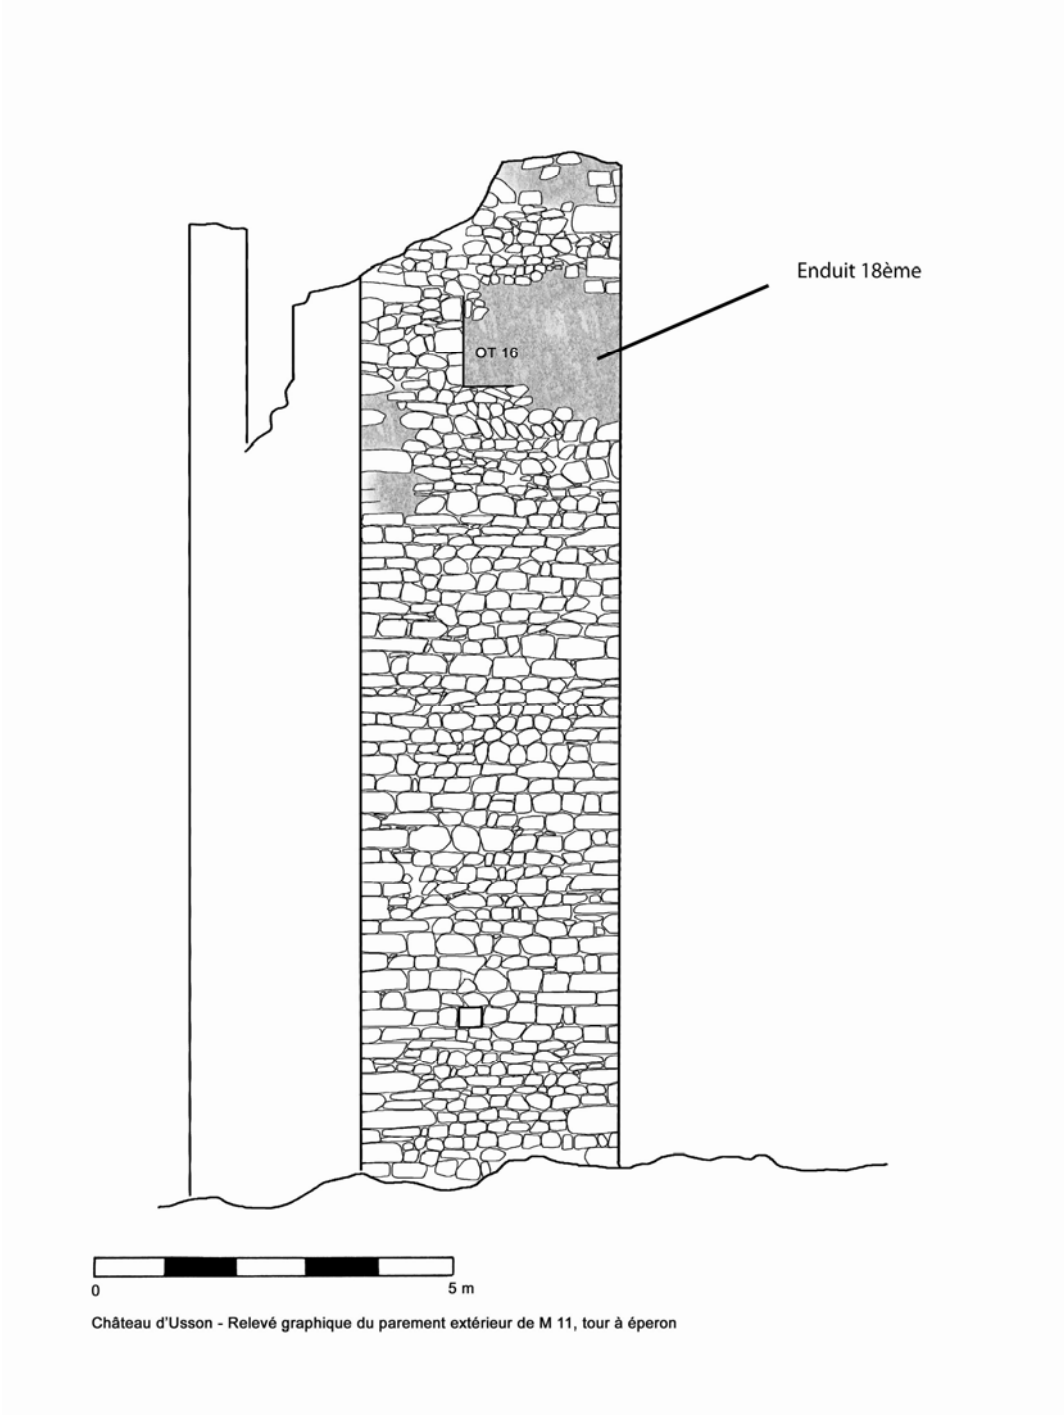 Enduit 18ème
OT 16
0
5 m
Château d'Usson - Relevé graphique du parement extérieur de M 11, tour à éperon